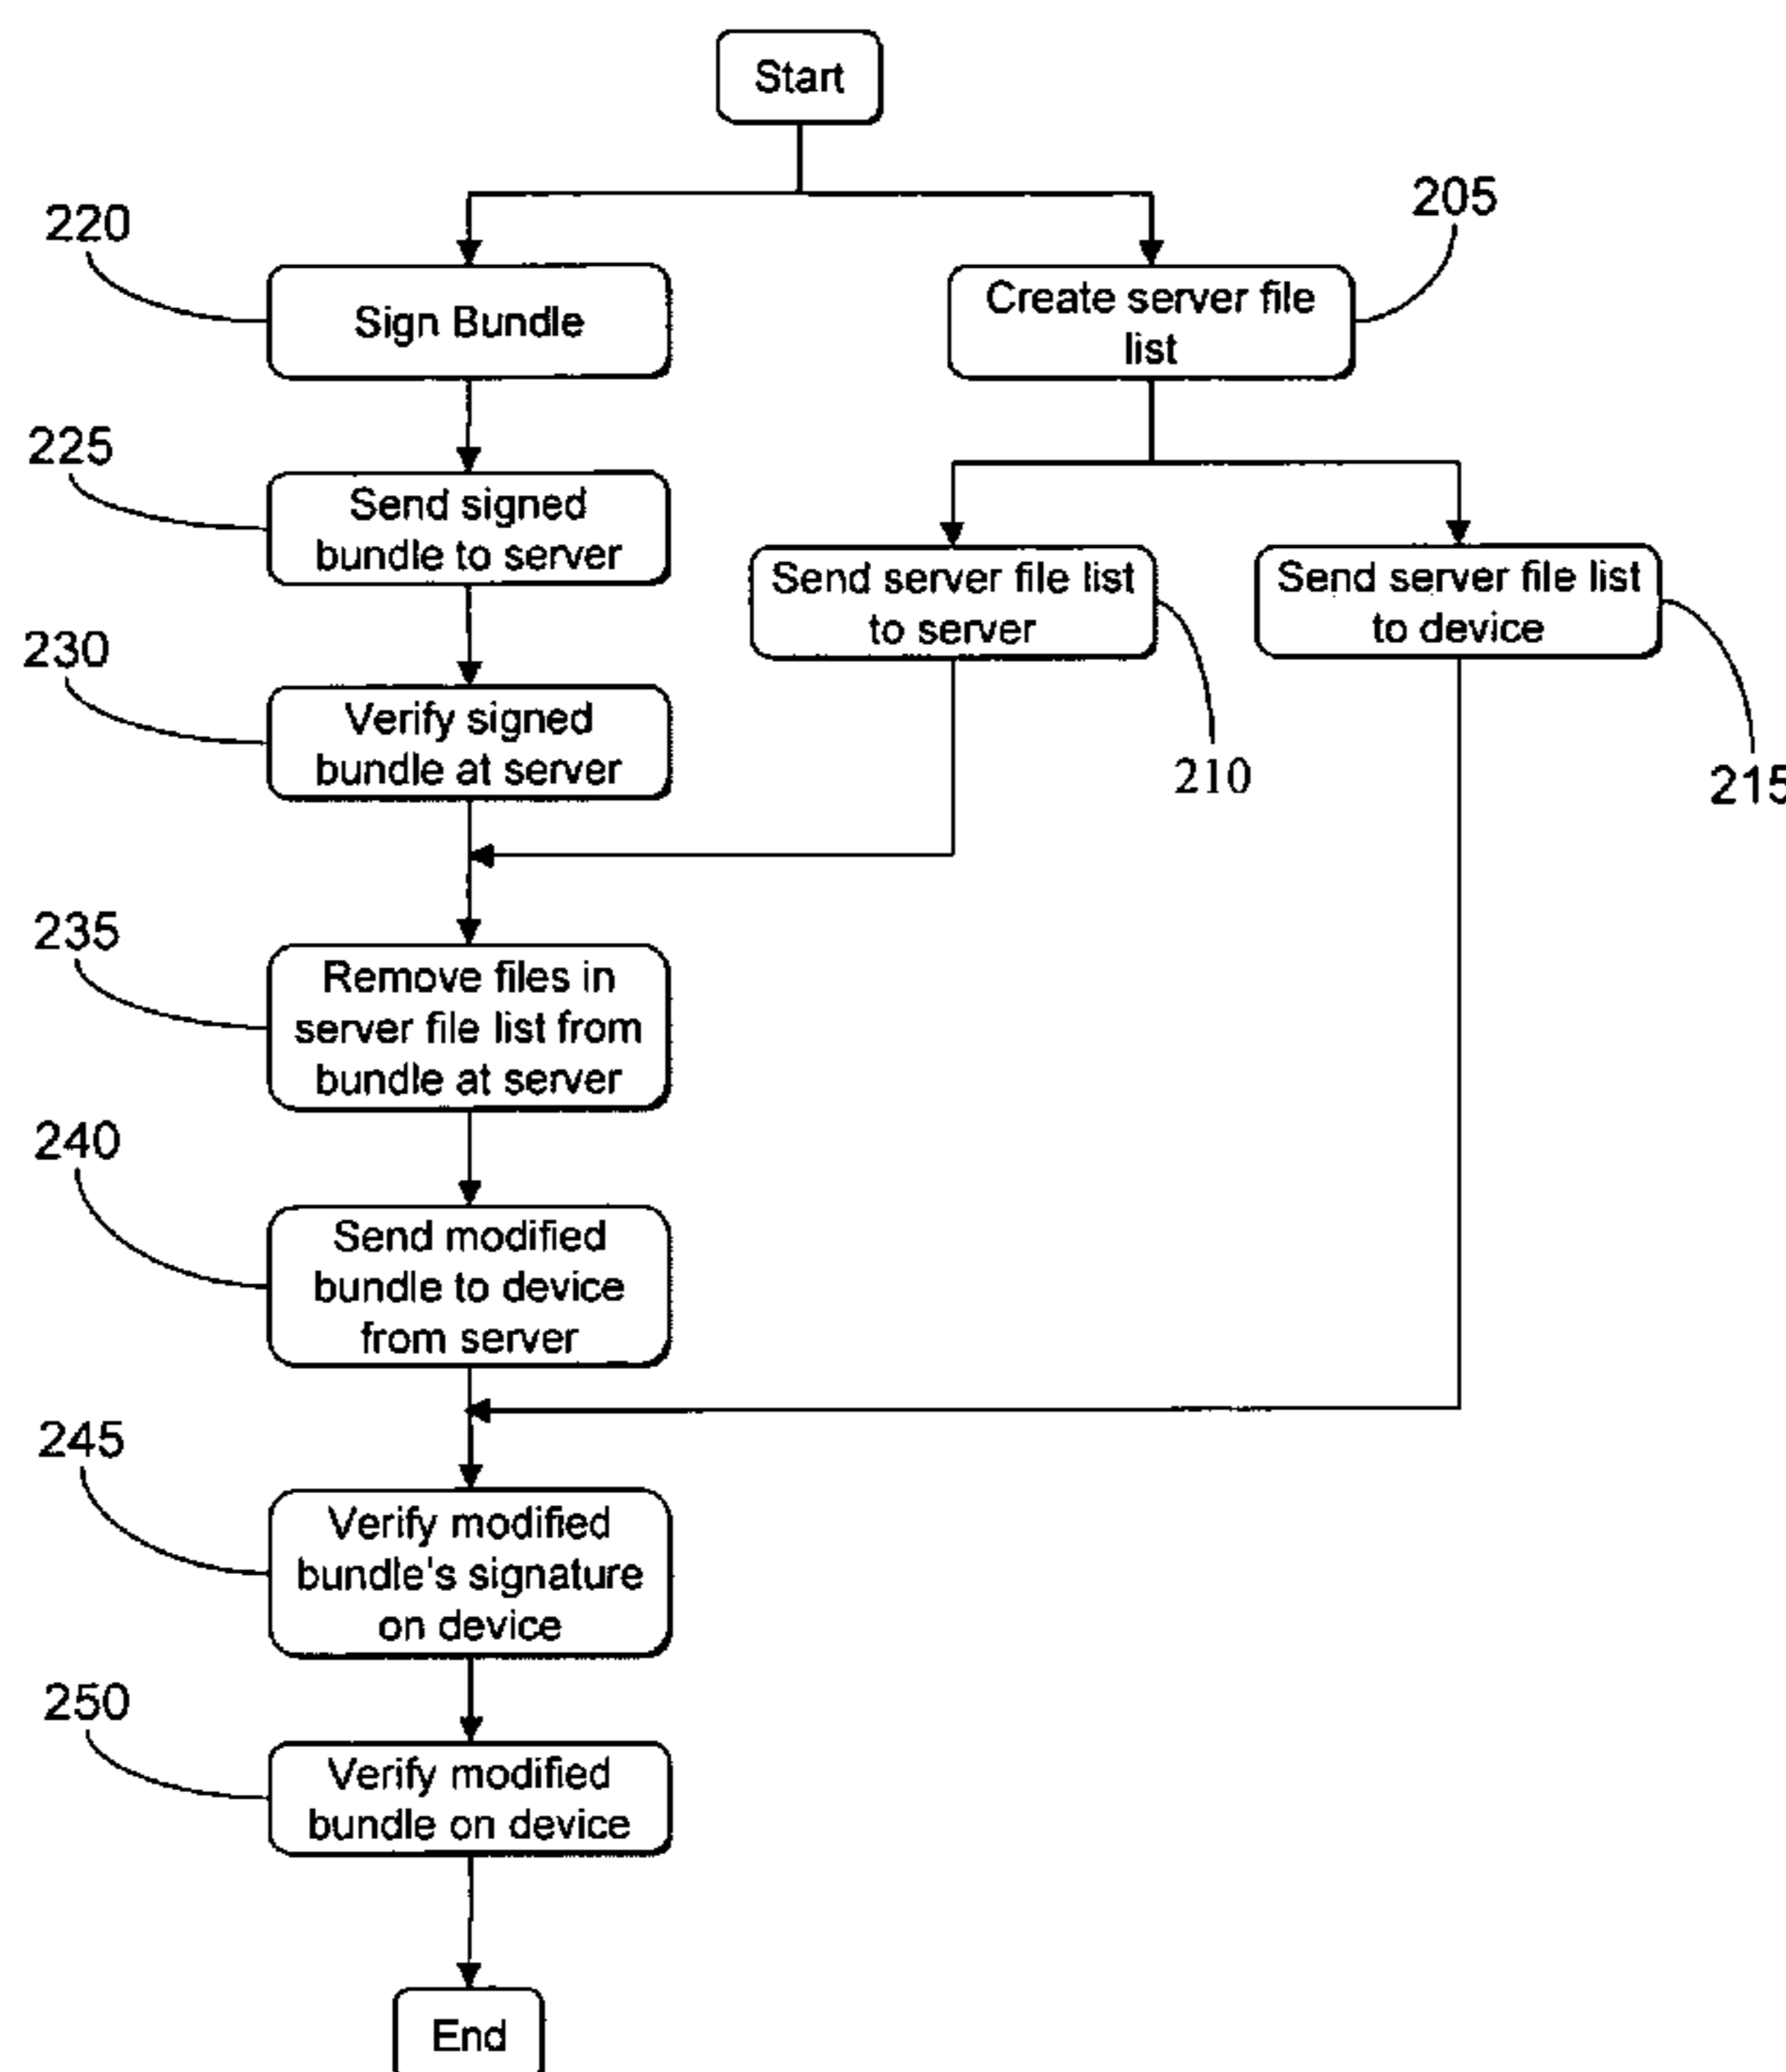 Start
220
205
Sign Bundle
Create server file
list
225
Send signed
bundle to server
Send server file list
to server
Send server file list
to device
230
Verify signed
bundle at server
210
215
235
Remove files in
server file list from
bundle at server
240
Send modified
bundle to device
from server
245
Verify modified
bundle's signature
on device
250
Verify modified
bundle on device
End